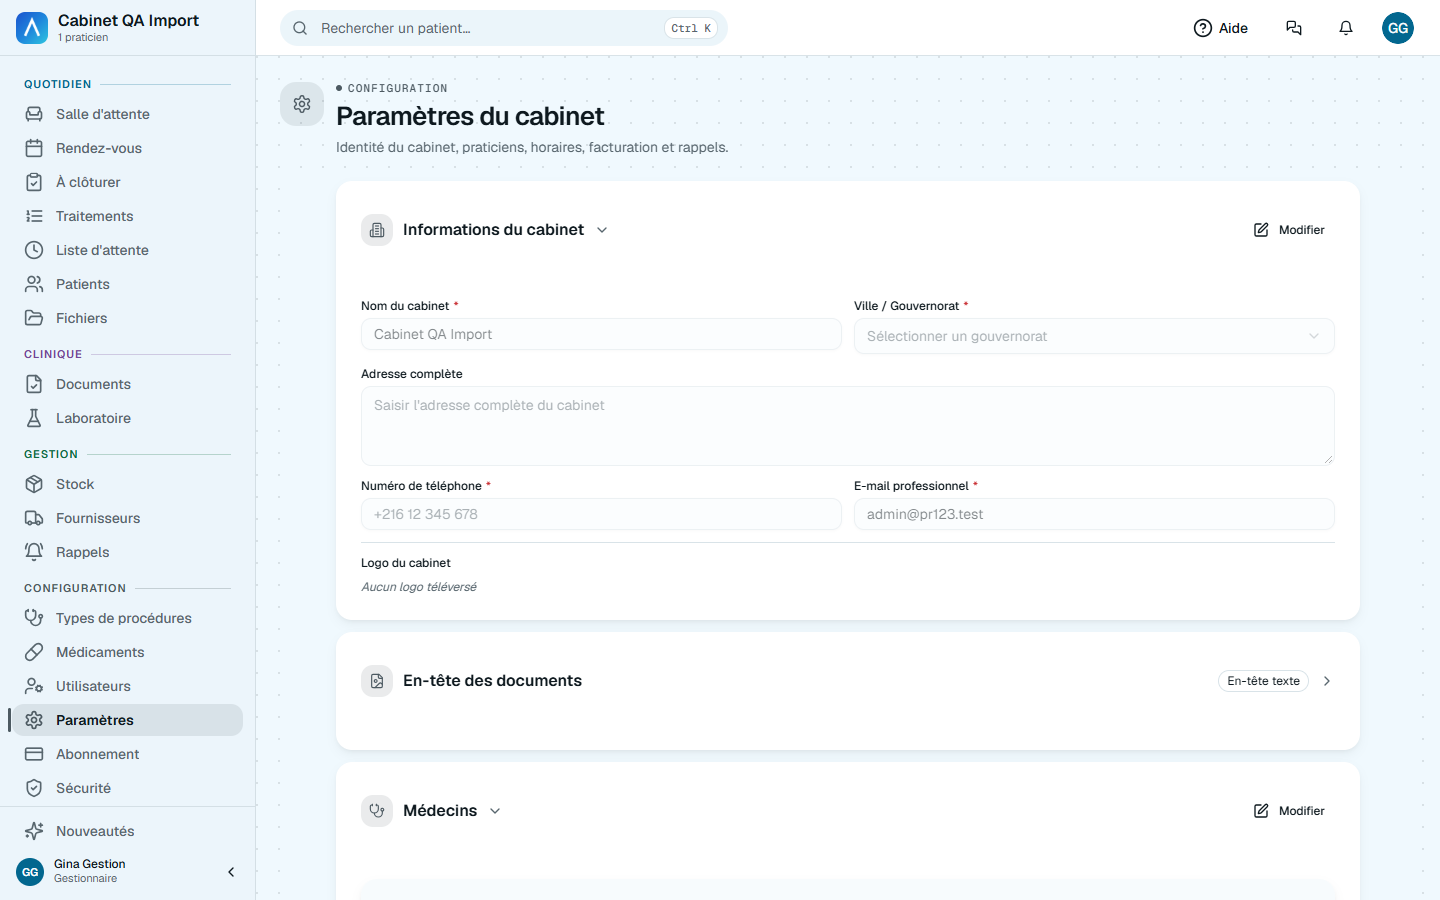 Cabinet QA Import
1 praticien
Rechercher un patient...
Ctrl K
Aide
GG
QUOTIDIEN
Salle d'attente
Rendez-vous
À clôturer
Traitements
Liste d'attente
Patients
Fichiers
CLINIQUE
Documents
Laboratoire
GESTION
Stock
Fournisseurs
Rappels
CONFIGURATION
Types de procédures
Médicaments
Utilisateurs
Paramètres
Abonnement
Sécurité
Nouveautés
GG
Gina Gestion
Gestionnaire
CONFIGURATION
Paramètres du cabinet
Identité du cabinet, praticiens, horaires, facturation et rappels.
Informations du cabinet
Modifier
Nom du cabinet *
Ville / Gouvernorat *
Cabinet QA Import
Sélectionner un gouvernorat
Adresse complète
Saisir l'adresse complète du cabinet
Numéro de téléphone *
E-mail professionnel *
+216 12 345 678
admin@pr123.test
Logo du cabinet
Aucun logo téléversé
En-tête des documents
En-tête texte
Médecins
Modifier